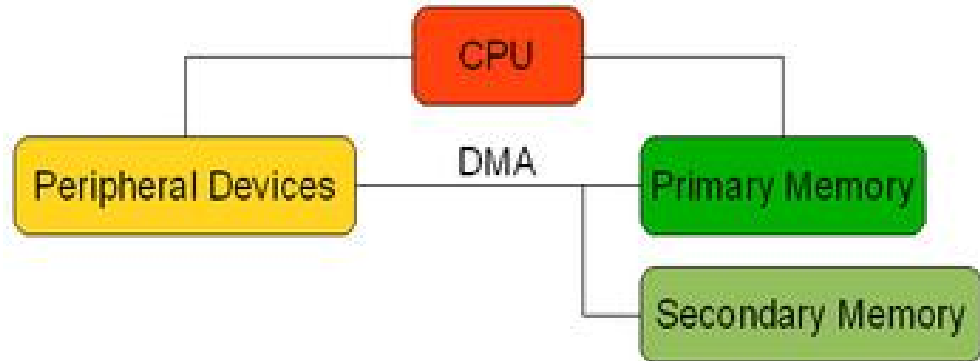 CPU
DMA
Peripheral Devices
Primary Memory
Secondary Memory